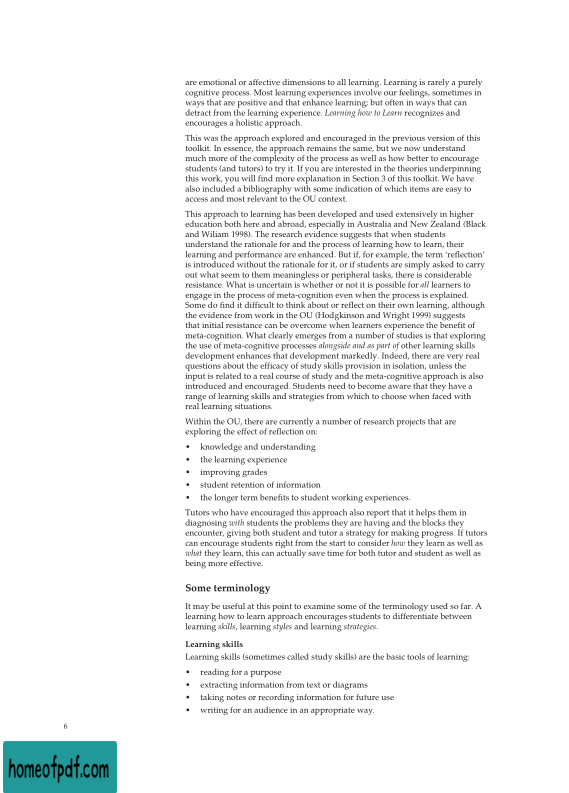 are emotional or affective dimensions to all learning. Learning is rarely a purely
cognitive process. Most learning experiences involve our feelings, sometimes in
ways that are positive and that enhance learning; but often in ways that can
detract from the learning experience. Learning how to Learn recognizes and
encourages a holistic approach.
This was the approach explored and encouraged in the previous version of this
toolkit. In essence, the approach remains the same, but we now understand
much more of the complexity of the process as well as how better to encourage
students (and tutors) to try it. If you are interested in the theories underpinning
this work, you will find more explanation in Section 3 of this toolkit. We have
also included a bibliography with some indication of which items are easy to
access and most relevant to the OU context.
This approach to learning has been developed and used extensively in higher
education both here and abroad, especially in Australia and New Zealand (Black
and Wiliam 1998). The research evidence suggests that when students
understand the rationale for and the process of learning how to learn, their
learning and performance are enhanced. But if, for example, the term ‘reflection’
is introduced without the rationale for it, or if students are simply asked to carry
out what seem to them meaningless or peripheral tasks, there is considerable
resistance. What is uncertain is whether or not it is possible for all learners to
engage in the process of meta-cognition even when the process is explained.
Some do find it difficult to think about or reflect on their own learning, although
the evidence from work in the OU (Hodgkinson and Wright 1999) suggests
that initial resistance can be overcome when learners experience the benefit of
meta-cognition. What clearly emerges from a number of studies is that exploring
the use of meta-cognitive processes alongside and as part of other learning skills
development enhances that development markedly. Indeed, there are very real
questions about the efficacy of study skills provision in isolation, unless the
input is related to a real course of study and the meta-cognitive approach is also
introduced and encouraged. Students need to become aware that they have a
range of learning skills and strategies from which to choose when faced with
real learning situations.
Within the OU, there are currently a number of research projects that are
exploring the effect of reflection on:
• knowledge and understanding
• the learning experience
• improving grades
• student retention of information
• the longer term benefits to student working experiences.
Tutors who have encouraged this approach also report that it helps them in
diagnosing with students the problems they are having and the blocks they
encounter, giving both student and tutor a strategy for making progress. If tutors
can encourage students right from the start to consider how they learn as well as
what they learn, this can actually save time for both tutor and student as well as
being more effective.
Some terminology
It may be useful at this point to examine some of the terminology used so far. A
learning how to learn approach encourages students to differentiate between
learning skills, learning styles and learning strategies.
Learning skills
Learning skills (sometimes called study skills) are the basic tools of learning:
• reading for a purpose
• extracting information from text or diagrams
• taking notes or recording information for future use
• writing for an audience in an appropriate way.
6
homeofpdf.com